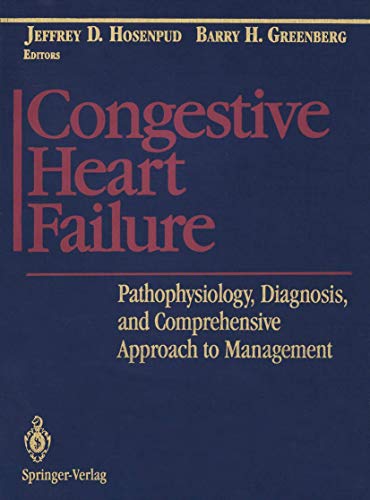 JEFFREY D. HOSENPUD BARRY H. GREENBERG
EDITORS
Congestive
Heart
Failure
Pathophysiology, Diagnosis,
and Comprehensive
Approach to Management
Springer-Verlag